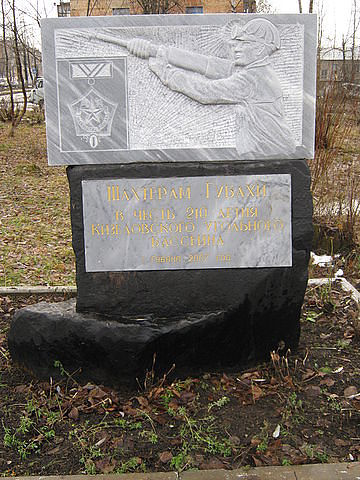 Шахтерам Губахи
в честь 210 летия
Кизеловского угольного
бассейна
Губаха 2007 год